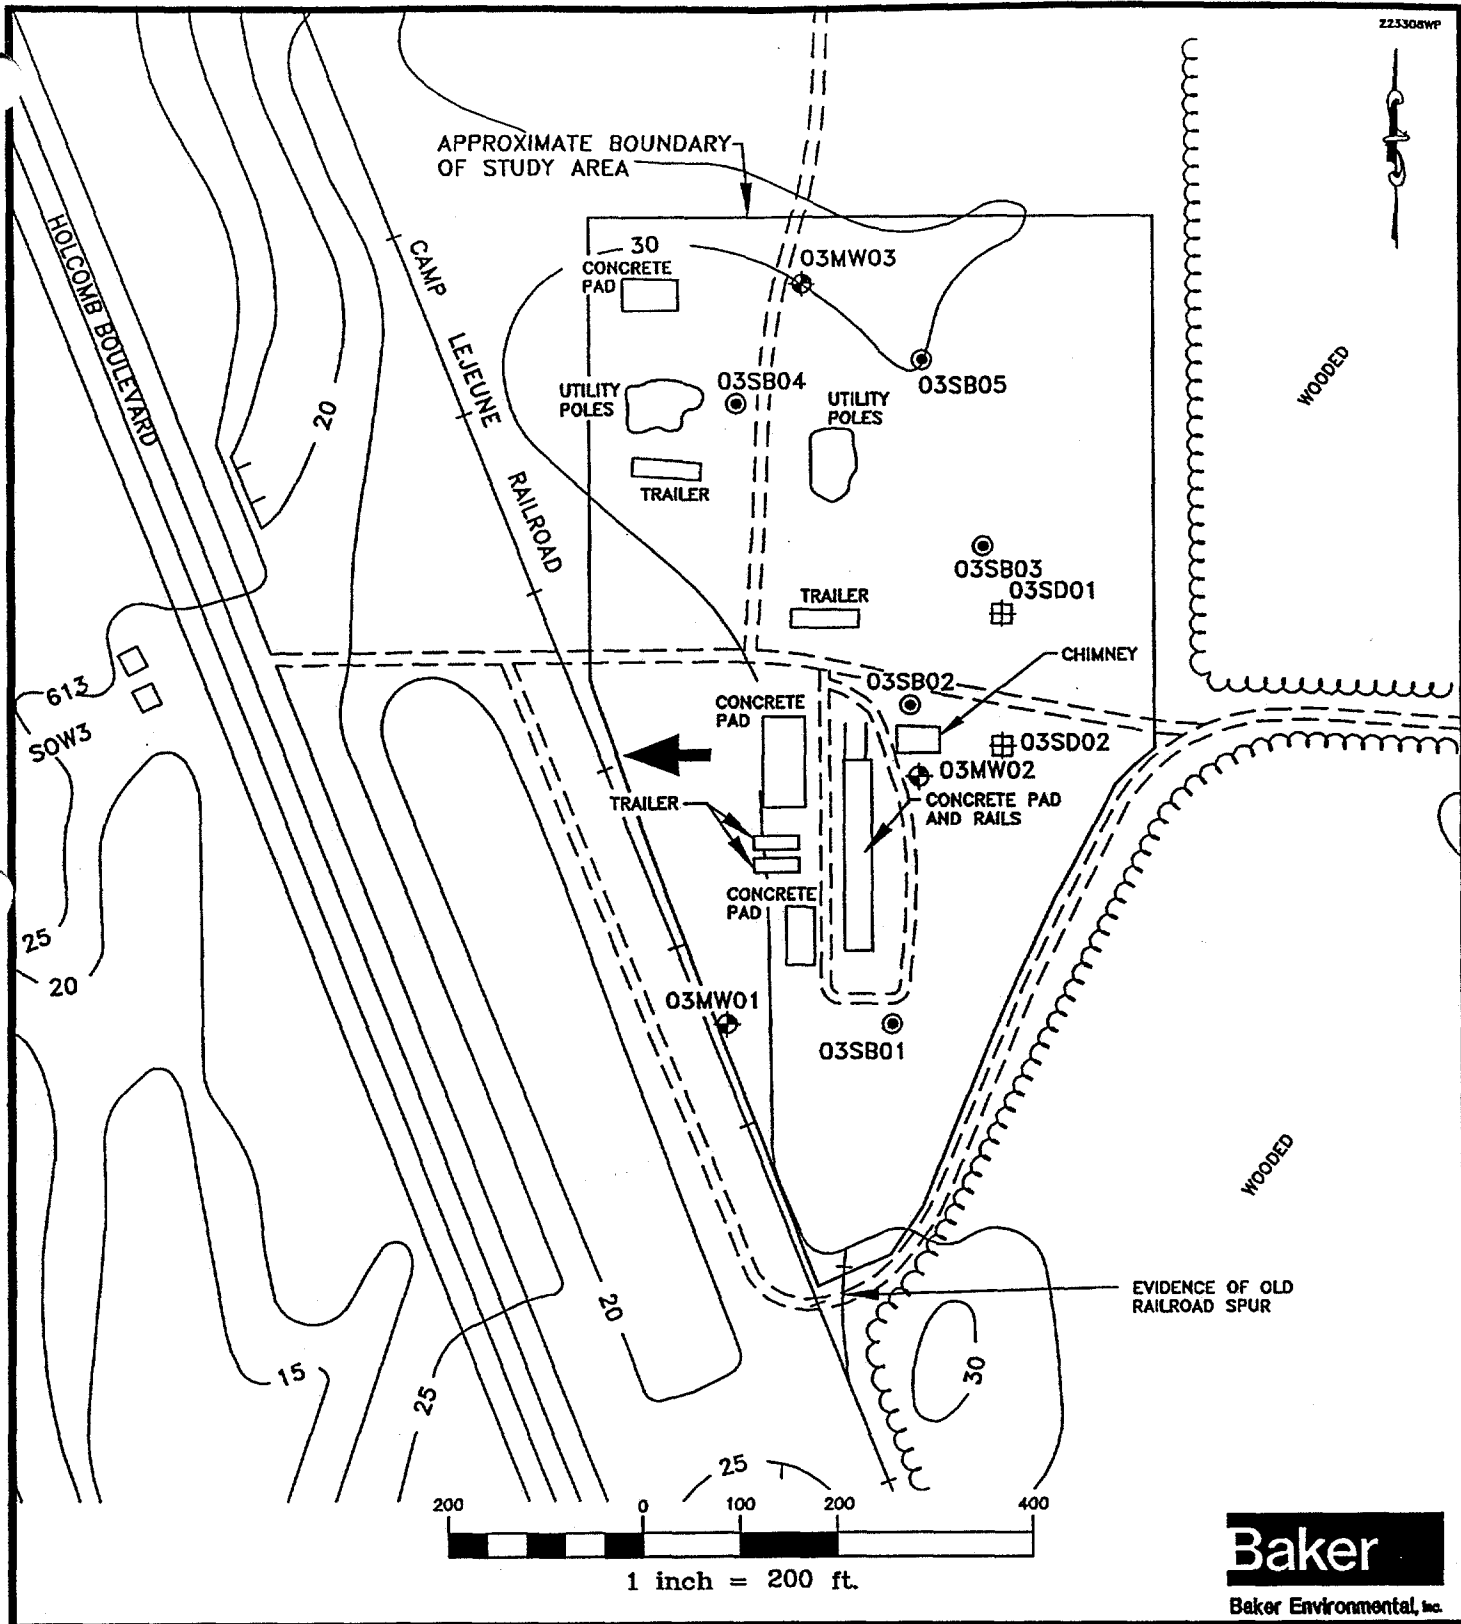 223308WP
APPROXIMATE BOUNDARY
OF STUDY AREA
HOLCOMB BOULEVARD
CAMP LEJEUNE RAILROAD
30
CONCRETE
PAD
03MW03
03SB05
03SB04
UTILITY
POLES
UTILITY
POLES
TRAILER
20
WOODED
03SB03
03SD01
TRAILER
CHIMNEY
03SB02
CONCRETE
PAD
03SD02
03MW02
613
SOW3
TRAILER
CONCRETE PAD
AND RAILS
CONCRETE
PAD
25
20
03MW01
03SB01
WOODED
EVIDENCE OF OLD
RAILROAD SPUR
20
30
15
25
25
200 0 100 200 400
1 inch = 200 ft.
Baker
Baker Environmental, Inc.